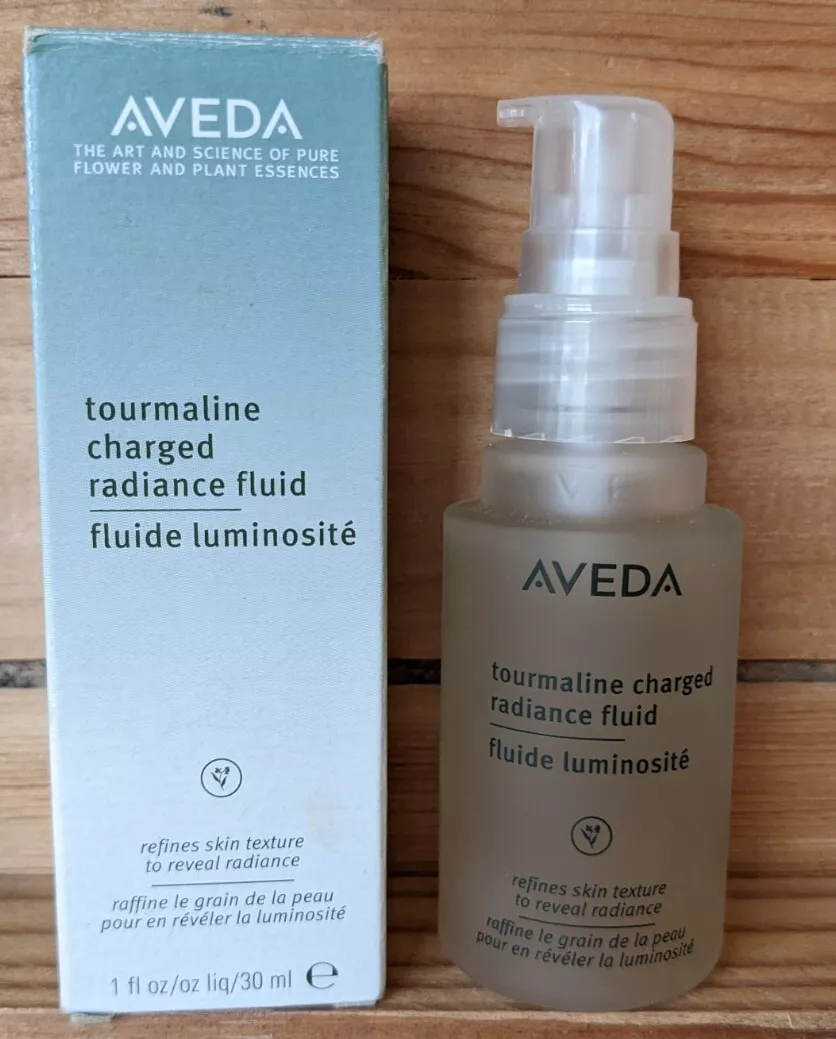 AVEDA
THE ART AND SCIENCE OF PURE
FLOWER AND PLANT ESSENCES
tourmaline
charged
radiance fluid
fluide luminosité
refines skin texture
to reveal radiance
raffine le grain de la peau
pour en révéler la luminosité
1 fl oz/oz liq/30 ml ℮
V E
AVEDA
tourmaline charged
radiance fluid
fluide luminosité
refines skin texture
to reveal radiance
raffine le grain de la peau
pour en révéler la luminosité